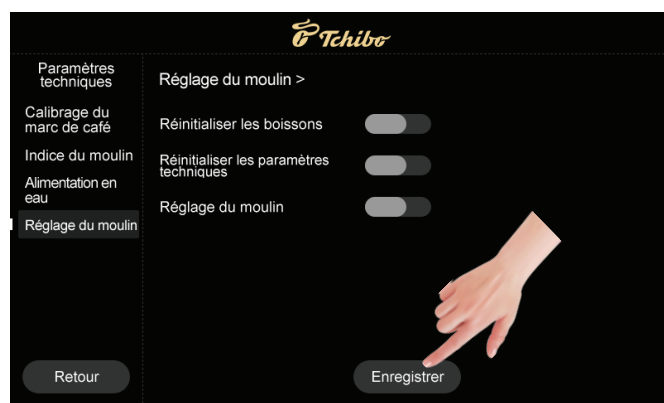 Tchibo
Paramètres
techniques
Calibrage du
marc de café
Indice du moulin
Alimentation en
eau
Réglage du moulin
Retour
Réglage du moulin >
Réinitialiser les boissons
Réinitialiser les paramètres
techniques
Réglage du moulin
Enregistrer